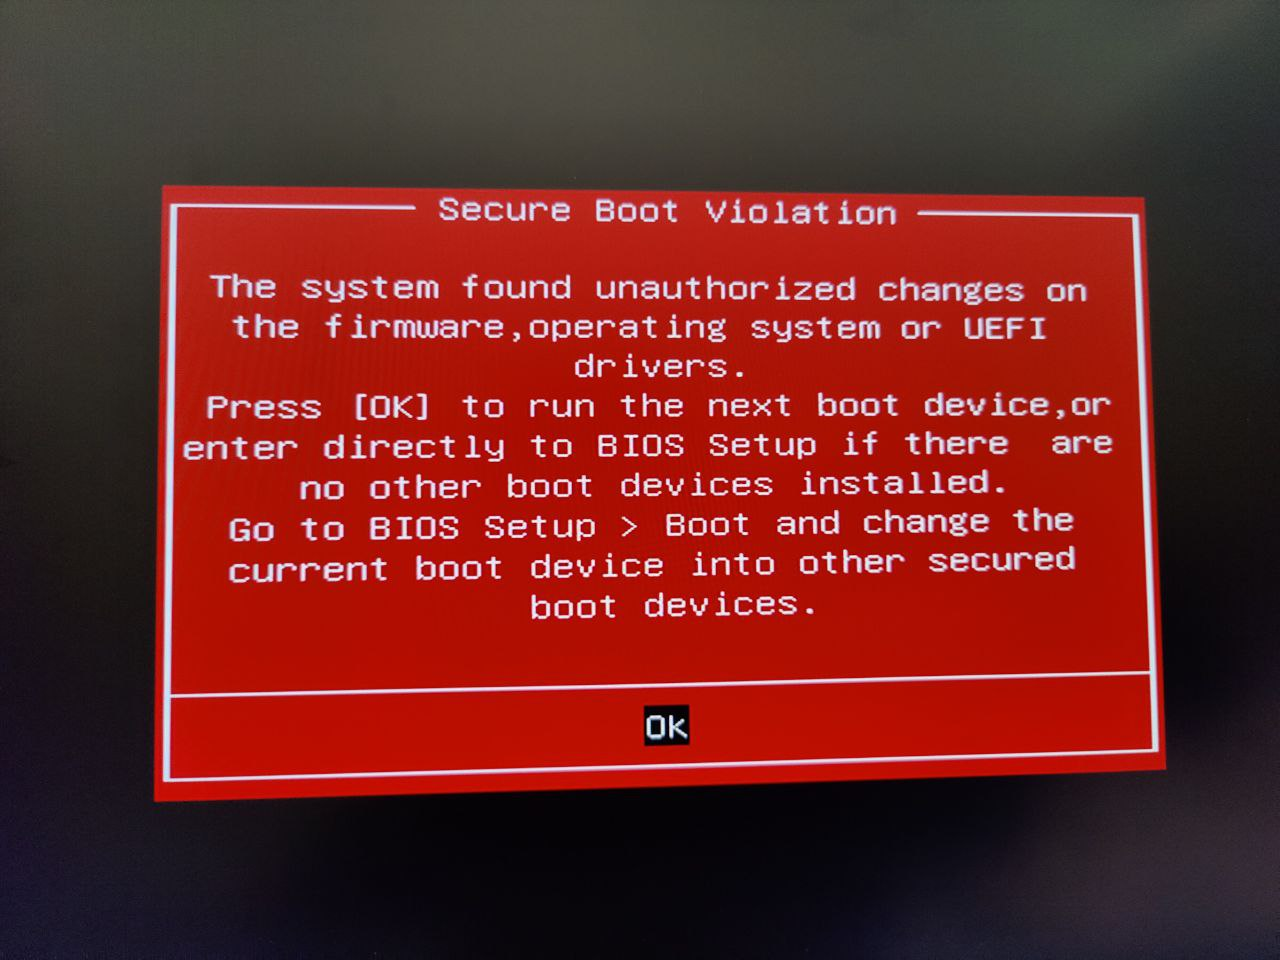 Secure Boot Violation
The system found unauthorized changes on
the firmware,operating system or UEFI
drivers.
Press [OK] to run the next boot device,or
enter directly to BIOS Setup if there  are
no other boot devices installed.
Go to BIOS Setup > Boot and change the
current boot device into other secured
boot devices.
Ok